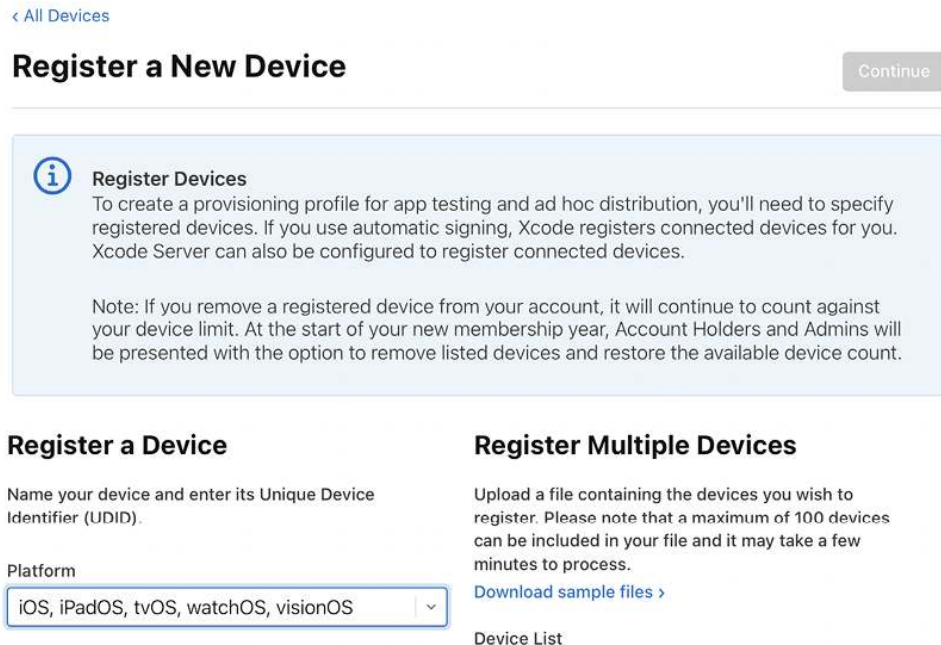 ‹ All Devices
Register a New Device
Continue
Register Devices
To create a provisioning profile for app testing and ad hoc distribution, you'll need to specify
registered devices. If you use automatic signing, Xcode registers connected devices for you.
Xcode Server can also be configured to register connected devices.
Note: If you remove a registered device from your account, it will continue to count against
your device limit. At the start of your new membership year, Account Holders and Admins will
be presented with the option to remove listed devices and restore the available device count.
Register a Device
Name your device and enter its Unique Device
Identifier (UDID).
Platform
iOS, iPadOS, tvOS, watchOS, visionOS
Register Multiple Devices
Upload a file containing the devices you wish to
register. Please note that a maximum of 100 devices
can be included in your file and it may take a few
minutes to process.
Download sample files ›
Device List